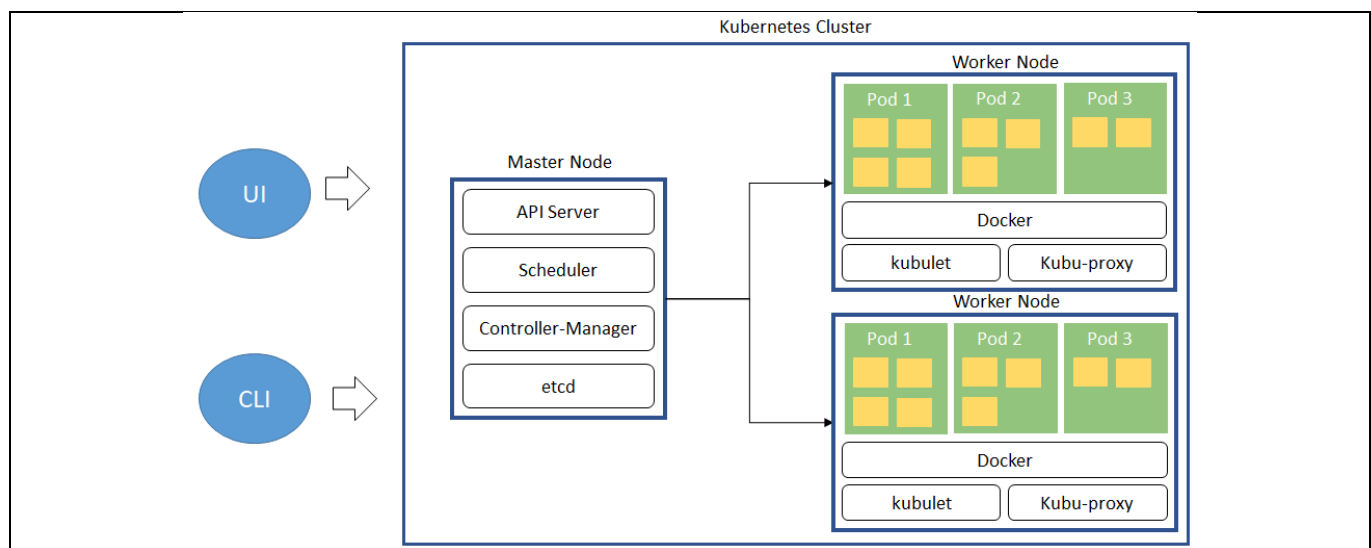 Kubernetes Cluster
Worker Node
Pod 1
Pod 2
Pod 3
Docker
kubulet
Kubu-proxy
UI
Master Node
API Server
Scheduler
Controller-Manager
etcd
CLI
Worker Node
Pod 1
Pod 2
Pod 3
Docker
kubulet
Kubu-proxy